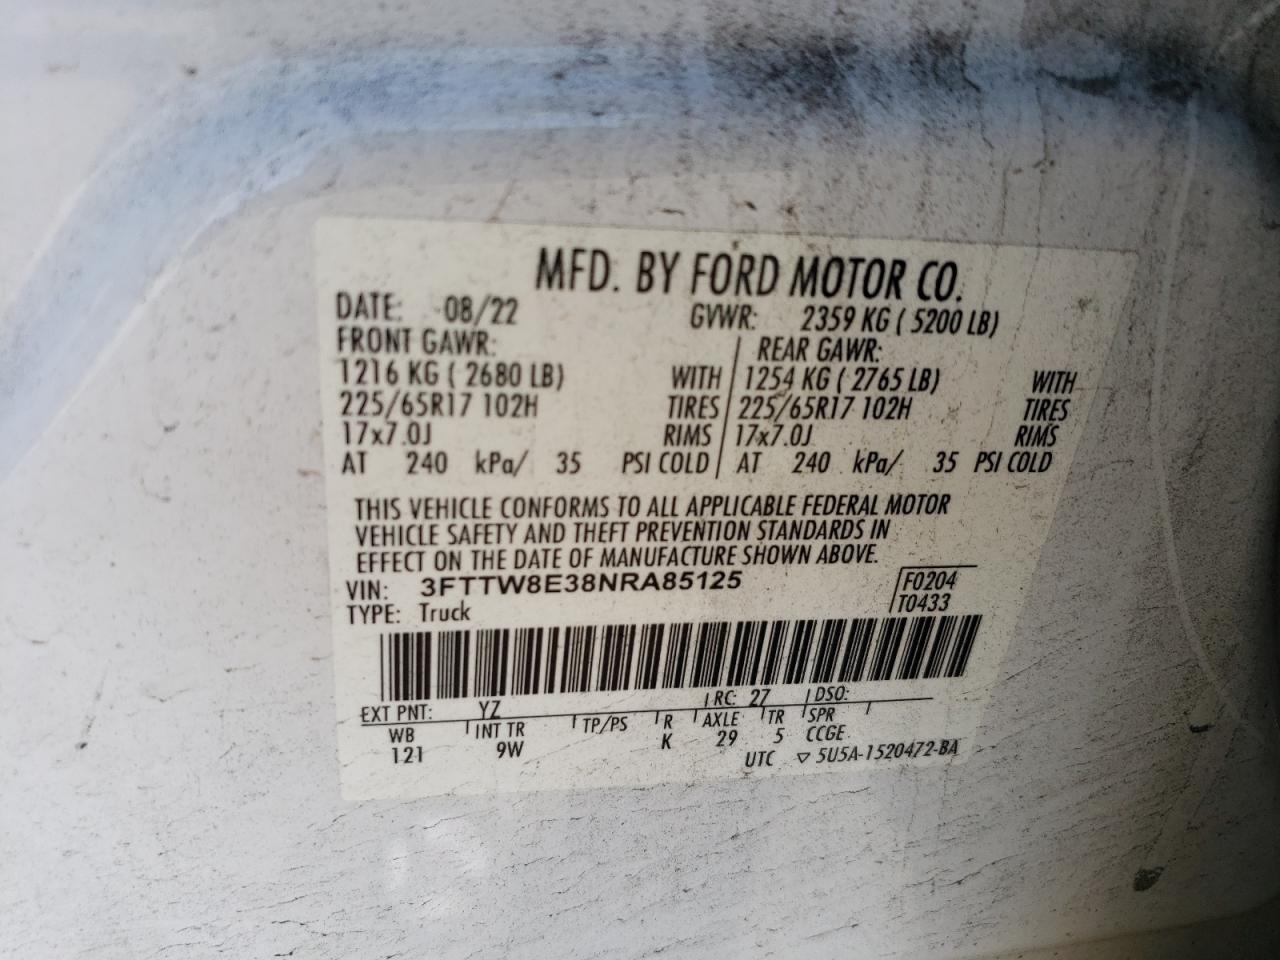 MFD. BY FORD MOTOR CO.
DATE: 08/22 GVWR: 2359 KG ( 5200 LB)
FRONT GAWR: REAR GAWR:
1216 KG ( 2680 LB) WITH 1254 KG ( 2765 LB) WITH
225/65R17 102H TIRES 225/65R17 102H TIRES
17x7.0J RIMS 17x7.0J RIMS
AT 240 kPa/ 35 PSI COLD AT 240 kPa/ 35 PSI COLD
THIS VEHICLE CONFORMS TO ALL APPLICABLE FEDERAL MOTOR
VEHICLE SAFETY AND THEFT PREVENTION STANDARDS IN
EFFECT ON THE DATE OF MANUFACTURE SHOWN ABOVE.
VIN: 3FTTW8E38NRA85125 F0204
TYPE: Truck T0433
EXT PNT: YZ RC: 27 DSO:
WB INT TR TP/PS R AXLE TR SPR
121 9W K 29 5 CCGE
UTC ▽ 5U5A-1520472-BA